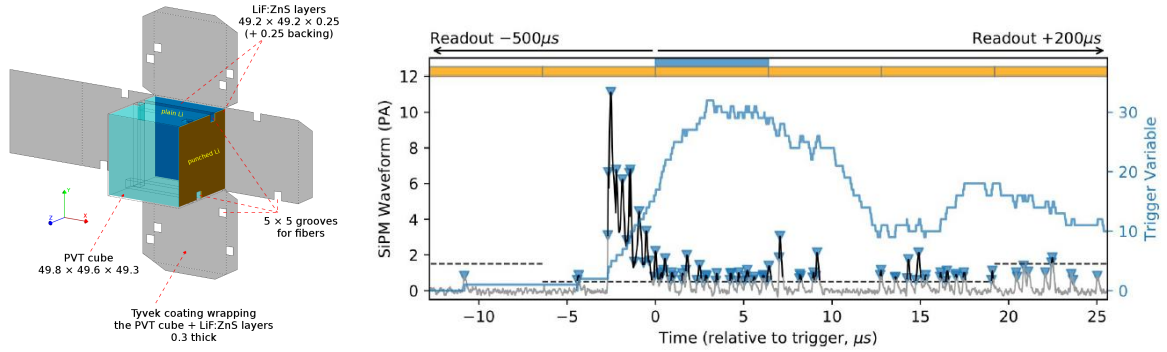 LiF:ZnS layers
49.2 × 49.2 × 0.25
(+ 0.25 backing)
plain Li
punched Li
Y
Z
X
5 × 5 grooves
for fibers
PVT cube
49.8 × 49.6 × 49.3
Tyvek coating wrapping
the PVT cube + LiF:ZnS layers
0.3 thick
Readout −500μs
Readout +200μs
12
10
8
6
4
2
0
SiPM Waveform (PA)
30
20
10
0
Trigger Variable
−10
−5
0
5
10
15
20
25
Time (relative to trigger, μs)